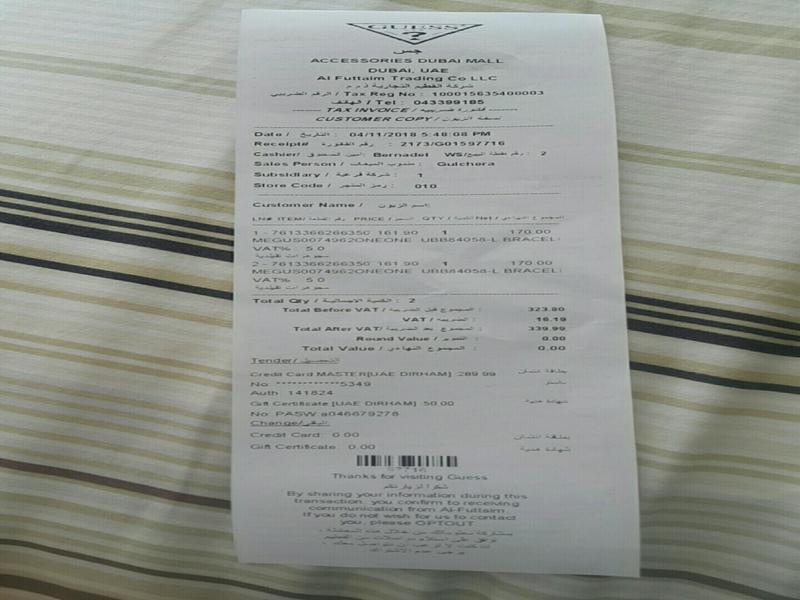 GUESS
?
جس
ACCESSORIES DUBAI MALL
DUBAI, UAE
Al Futtaim Trading Co LLC
شركة الفطيم التجارية ذ م م
الرقم الضريبي / Tax Reg No : 100015635400003
الهاتف / Tel : 043399185
------ TAX INVOICE / فاتورة ضريبية ------
CUSTOMER COPY / نسخة الزبون
Date / التاريخ : 04/11/2018 5:48:08 PM
Receipt# رقم الفاتورة : 2173/G01597716
Cashier/ أمين الصندوق : Bernadet WS/رقم نقطة البيع : 2
Sales Person / مندوب المبيعات : Gulchera
Subsidiary / شركة فرعية : 1
Store Code / رمز المتجر : 010
Customer Name / إسم الزبون :
LN# ITEM/ رقم القطعة PRICE / السعر QTY / الكمية Net / المجموع النهائي
1 - 7613366266350 161.90 1 170.00
MEGUS0074962ONEONE UBB84058-L BRACEL
VAT% 5.0
مجوهرات تقليدية
2 - 7613366266350 161.90 1 170.00
MEGUS0074962ONEONE UBB84058-L BRACEL
VAT% 5.0
مجوهرات تقليدية
Total Qty / الكمية الاجمالية : 2
Total Before VAT / المجموع قبل الضريبة : 323.80
VAT / الضريبة : 16.19
Total After VAT/ المجموع بعد الضريبة : 339.99
Round Value / التدوير : 0.00
Total Value / المجموع النهائي : 0.00
Tender/ التحصيل
Credit Card MASTER[UAE DIRHAM] 289.99 بطاقة ائتمان
No: ************5349 ماستر
Auth: 141824
Gift Certificate [UAE DIRHAM] 50.00 شهادة هدية
No: PASW a046679278
Change/الباقي
Credit Card: 0.00 بطاقة ائتمان
Gift Certificate: 0.00 شهادة هدية
Thanks for visiting Guess
شكرا لزيارتكم
By sharing your information during this
transaction, you confirm to receiving
communication from Al-Futtaim.
If you do not wish for us to contact
you, please OPTOUT